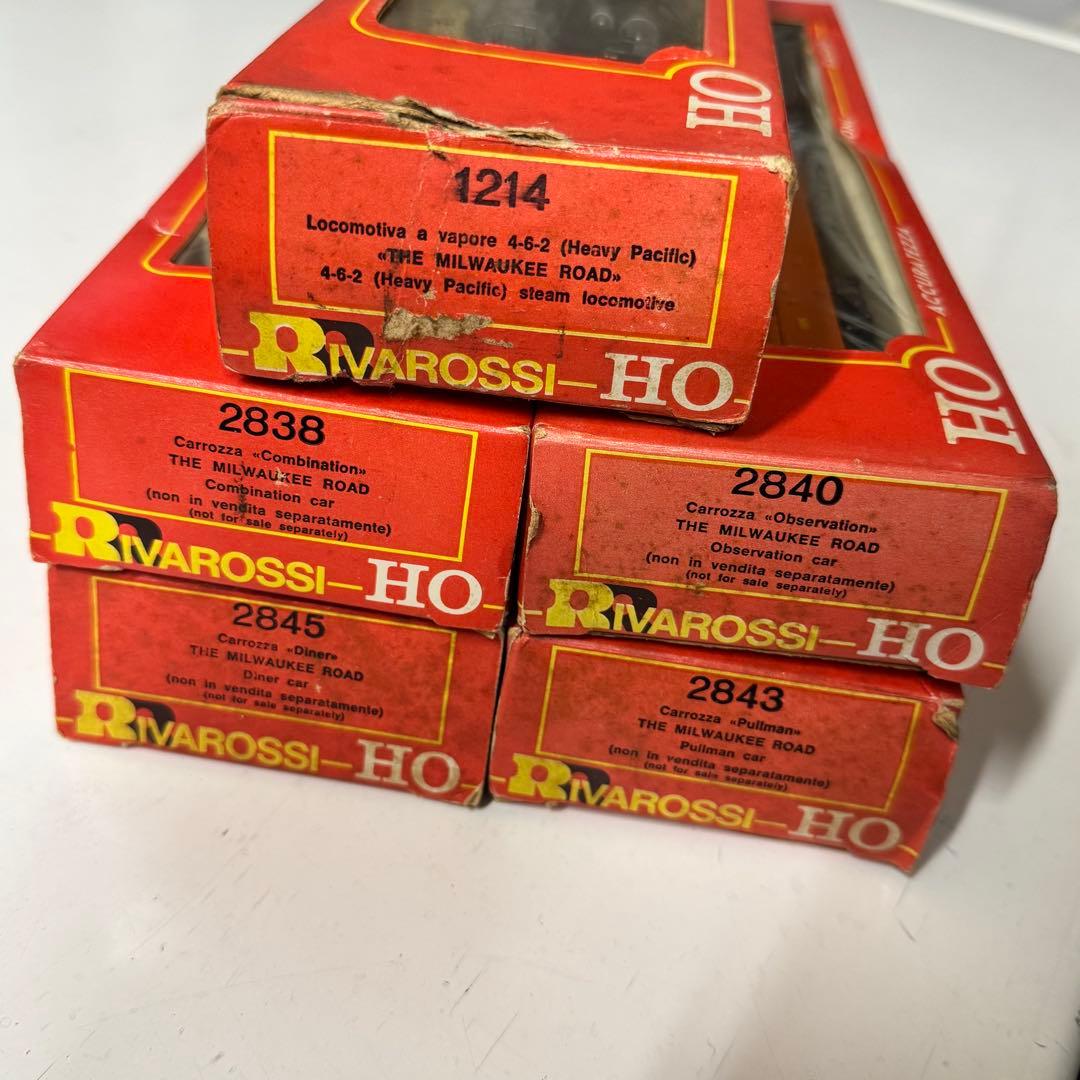 HO
1214
Locomotiva a vapore 4-6-2 (Heavy Pacific)
«THE MILWAUKEE ROAD»
4-6-2 (Heavy Pacific) steam locomotive
RIVAROSSI HO
ACCURATEZZA
HO
2838
Carrozza «Combination»
THE MILWAUKEE ROAD
Combination car
(non in vendita separatamente)
(not for sale separately)
RIVAROSSI HO
2840
Carrozza «Observation»
THE MILWAUKEE ROAD
Observation car
(non in vendita separatamente)
(not for sale separately)
RIVAROSSI HO
2845
Carrozza «Diner»
THE MILWAUKEE ROAD
Diner car
(non in vendita separatamente)
(not for sale separately)
RIVAROSSI HO
2843
Carrozza «Pullman»
THE MILWAUKEE ROAD
Pullman car
(non in vendita separatamente)
(not for sale separately)
RIVAROSSI HO